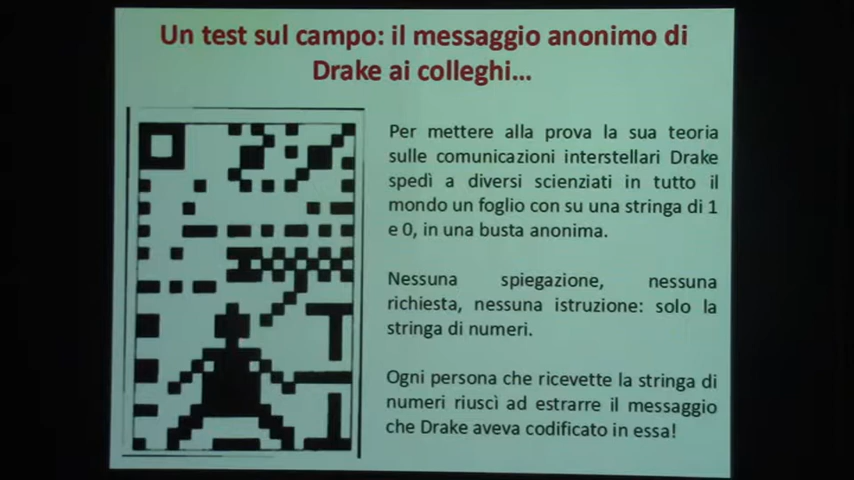 Un test sul campo: il messaggio anonimo di
Drake ai colleghi...
Per mettere alla prova la sua teoria
sulle comunicazioni interstellari Drake
spedì a diversi scienziati in tutto il
mondo un foglio con su una stringa di 1
e 0, in una busta anonima.
Nessuna spiegazione, nessuna
richiesta, nessuna istruzione: solo la
stringa di numeri.
Ogni persona che ricevette la stringa di
numeri riuscì ad estrarre il messaggio
che Drake aveva codificato in essa!